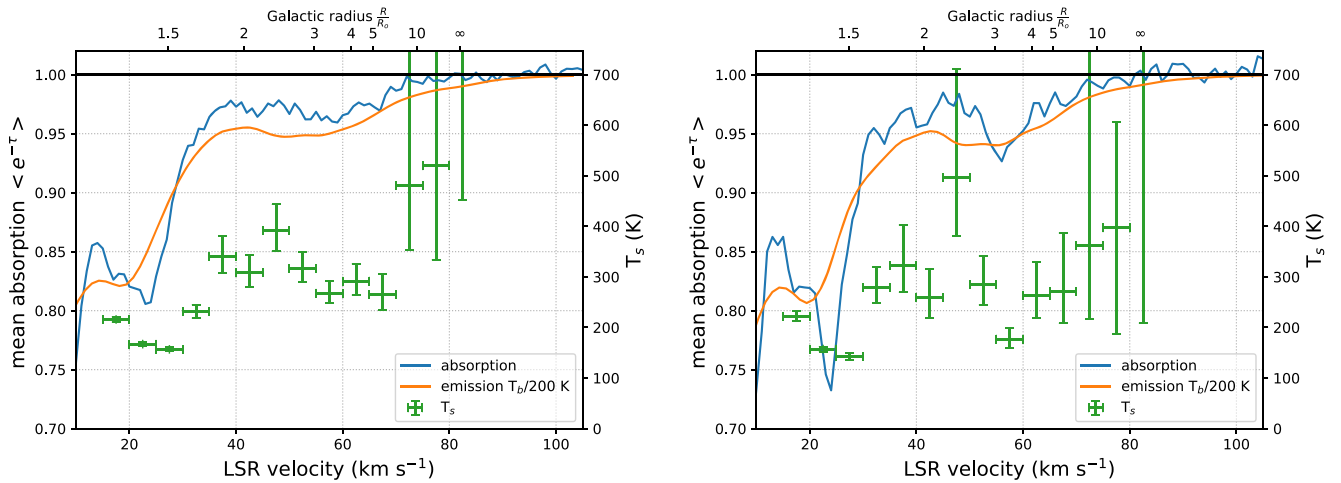 Galactic radius R/R₀
1.5 2 3 4 5 10 ∞
1.00 0.95 0.90 0.85 0.80 0.75 0.70
mean absorption < e^−τ >
700 600 500 400 300 200 100 0
T_s (K)
absorption
emission T_b/200 K
T_s
20 40 60 80 100
LSR velocity (km s⁻¹)
Galactic radius R/R₀
1.5 2 3 4 5 10 ∞
1.00 0.95 0.90 0.85 0.80 0.75 0.70
mean absorption < e^−τ >
700 600 500 400 300 200 100 0
T_s (K)
absorption
emission T_b/200 K
T_s
20 40 60 80 100
LSR velocity (km s⁻¹)